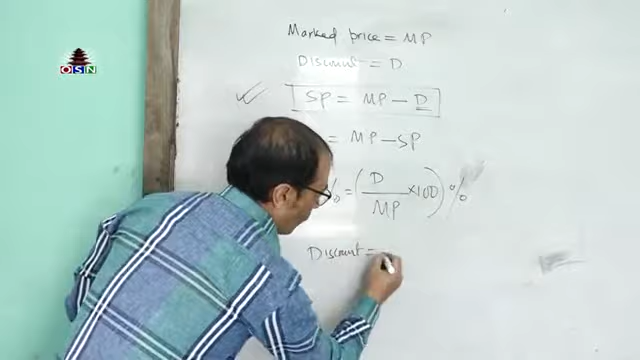 OSN
Marked price = MP
Discount = D
✓ SP = MP - D
= MP - SP
% = (D/MP × 100)%
Discount =